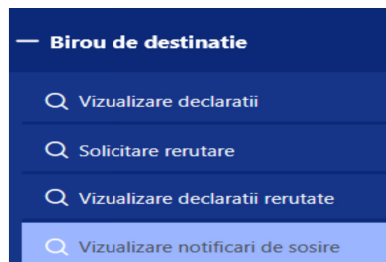 Birou de destinatie
Vizualizare declaratii
Solicitare rerutare
Vizualizare declaratii rerutate
Vizualizare notificari de sosire